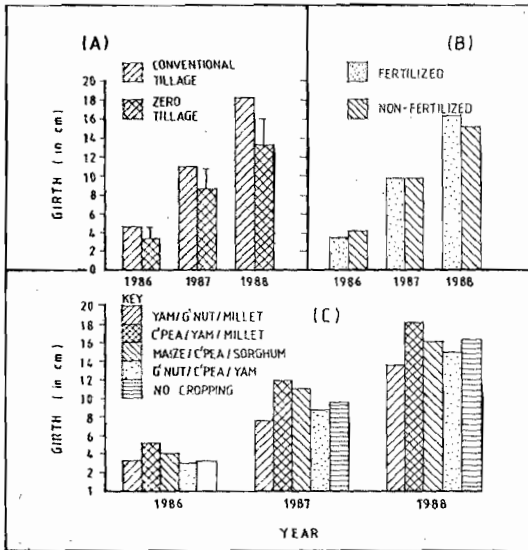 (A)
CONVENTIONAL
TILLAGE
ZERO
TILLAGE
GIRTH (in cm)
20
18
16
14
12
10
8
6
4
2
0
1986 1987 1988
(B)
FERTILIZED
NON-FERTILIZED
1986 1987 1988
(C)
KEY
YAM/G'NUT/MILLET
C'PEA/YAM/MILLET
MAIZE/C'PEA/SORGHUM
G'NUT/C'PEA/YAM
NO CROPPING
GIRTH (in cm)
20
18
16
14
12
10
8
6
4
2
1
1986 1987 1988
YEAR